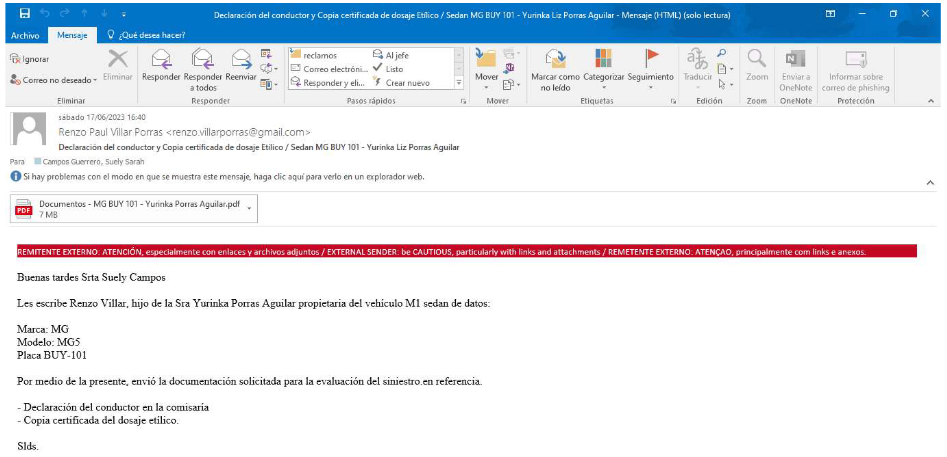 Declaración del conductor y Copia certificada de dosaje Etílico / Sedan MG BUY 101 - Yurinka Liz Porras Aguilar - Mensaje (HTML) (solo lectura)
Archivo Mensaje ¿Qué desea hacer?
Ignorar
Correo no deseado
Eliminar
Responder
Responder a todos
Reenviar
reclamos
Correo electróni...
Responder y eli...
Al jefe
Listo
Crear nuevo
Mover
Marcar como no leído
Categorizar
Seguimiento
Traducir
Zoom
Enviar a OneNote
Informar sobre correo de phishing
Eliminar Responder Pasos rápidos Mover Etiquetas Edición Zoom OneNote Protección
sábado 17/06/2023 16:40
Renzo Paul Villar Porras <renzo.villarporras@gmail.com>
Declaración del conductor y Copia certificada de dosaje Etílico / Sedan MG BUY 101 - Yurinka Liz Porras Aguilar
Para Campos Guerrero, Suely Sarah
Si hay problemas con el modo en que se muestra este mensaje, haga clic aquí para verlo en un explorador web.
PDF
Documentos - MG BUY 101 - Yurinka Porras Aguilar.pdf
7 MB
REMITENTE EXTERNO: ATENCIÓN, especialmente con enlaces y archivos adjuntos / EXTERNAL SENDER: be CAUTIOUS, particularly with links and attachments / REMETENTE EXTERNO: ATENÇAO, principalmente com links e anexos.
Buenas tardes Srta Suely Campos
Les escribe Renzo Villar, hijo de la Sra Yurinka Porras Aguilar propietaria del vehículo M1 sedan de datos:
Marca: MG
Modelo: MG5
Placa BUY-101
Por medio de la presente, envió la documentación solicitada para la evaluación del siniestro.en referencia.
- Declaración del conductor en la comisaría
- Copia certificada del dosaje etílico.
Slds.